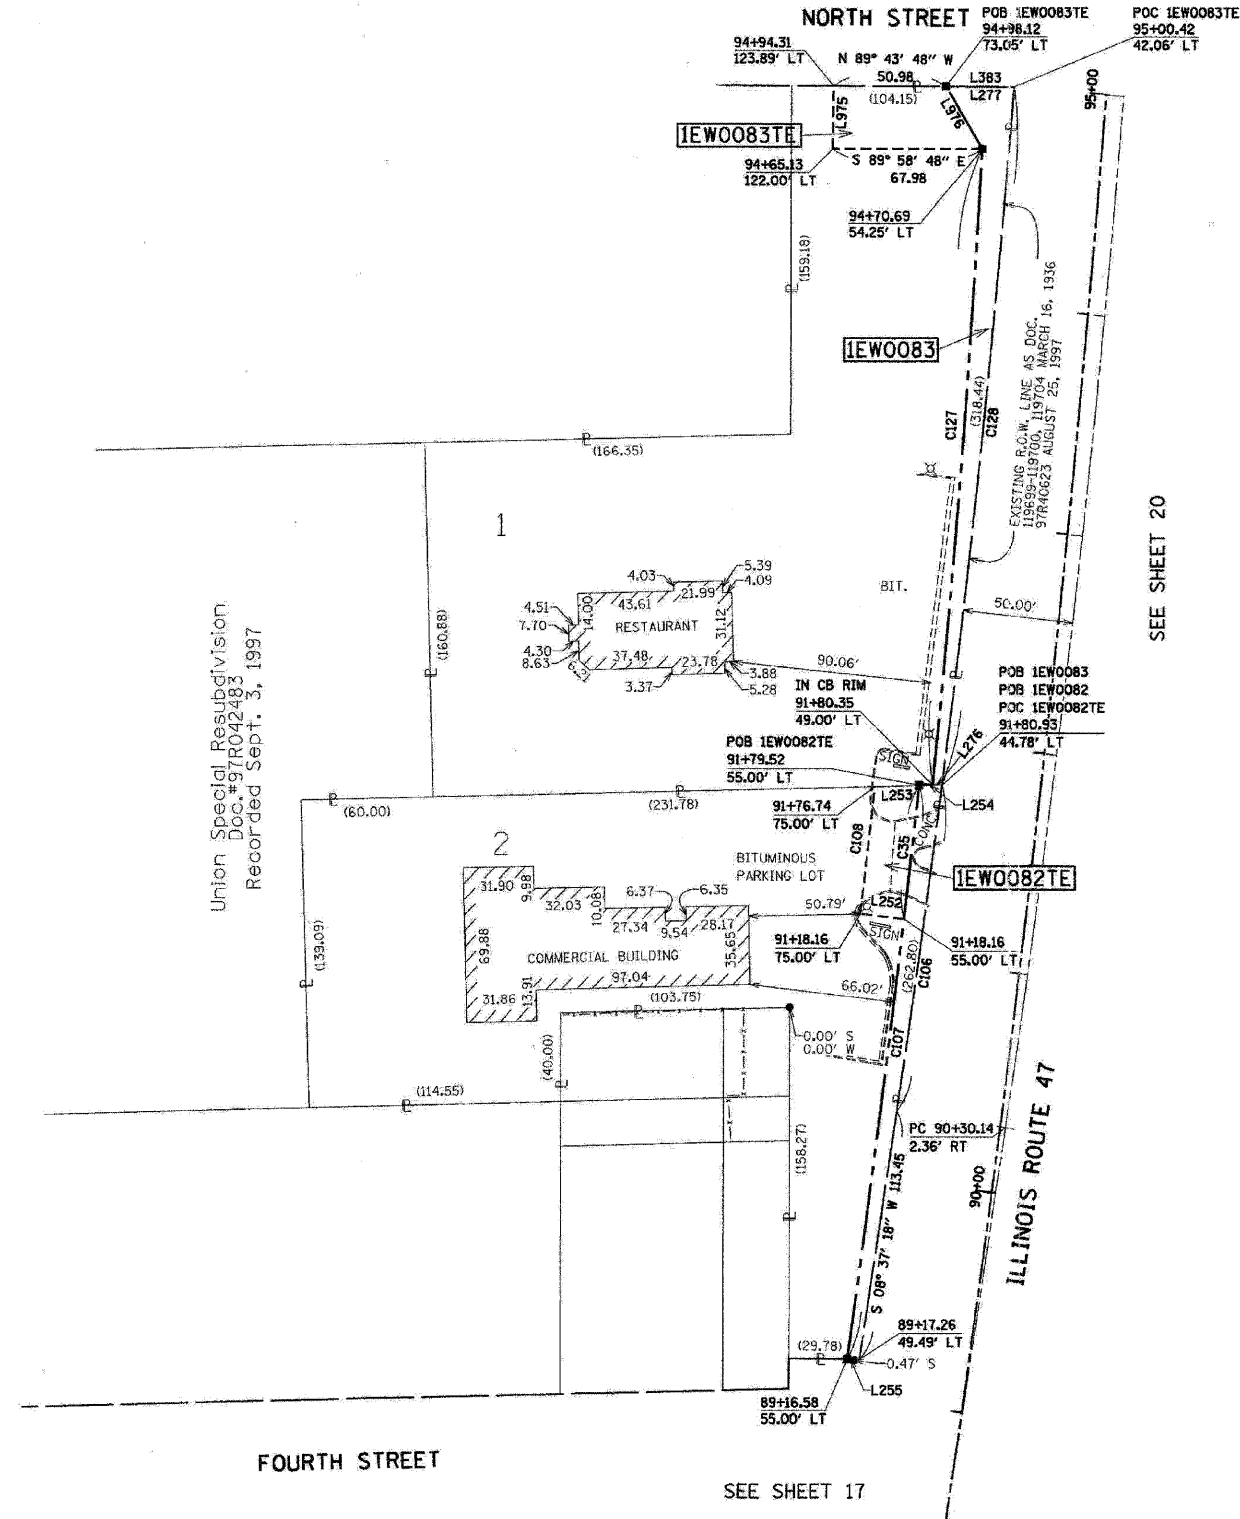 NORTH STREET
POB 1EW0083TE
94+98.12
73.05' LT
POC 1EW0083TE
95+00.42
42.06' LT
94+94.31
123.89' LT
N 89° 43' 48" W
50.98
(104.15)
L383
L277
95+00
L975
L976
1EW0083TE
94+65.13
122.00' LT
S 89° 58' 48" E
67.98
94+70.69
54.25' LT
(159.18)
1EW0083
EXISTING R.O.W. LINE AS DOC.
119699-119700, 119704 MARCH 16, 1936
97R40623 AUGUST 25, 1997
C127
(318.44)
C128
(166.35)
SEE SHEET 20
1
BIT.
50.00'
4.03
5.39
4.09
21.99
43.61
14.00
4.51
7.70
4.30
8.63
RESTAURANT
31.12
37.48
23.78
3.37
3.88
5.28
90.06'
(160.88)
Union Special Resubdivision
Doc.#97R042483
Recorded Sept. 3, 1997
IN CB RIM
91+80.35
49.00' LT
POB 1EW0083
POB 1EW0082
POC 1EW0082TE
91+80.93
44.78' LT
L276
POB 1EW0082TE
91+79.52
55.00' LT
SIGN
L253
L254
(60.00)
(231.78)
91+76.74
75.00' LT
C108
C35
CONC.
2
BITUMINOUS
PARKING LOT
1EW0082TE
31.90
9.98
32.03
10.08
6.37
6.35
27.34
9.54
28.17
50.79'
L252
SIGN
69.88
COMMERCIAL BUILDING
35.65
97.04
31.86
13.91
(103.75)
66.02'
91+18.16
75.00' LT
91+18.16
55.00' LT
(262.80)
C106
(139.09)
(40.00)
0.00' S
0.00' W
C107
(114.55)
(158.27)
PC 90+30.14
2.36' RT
90+00
ILLINOIS ROUTE 47
S 08° 37' 18" W 113.45
89+17.26
49.49' LT
(29.78)
0.47' S
L255
89+16.58
55.00' LT
FOURTH STREET
SEE SHEET 17